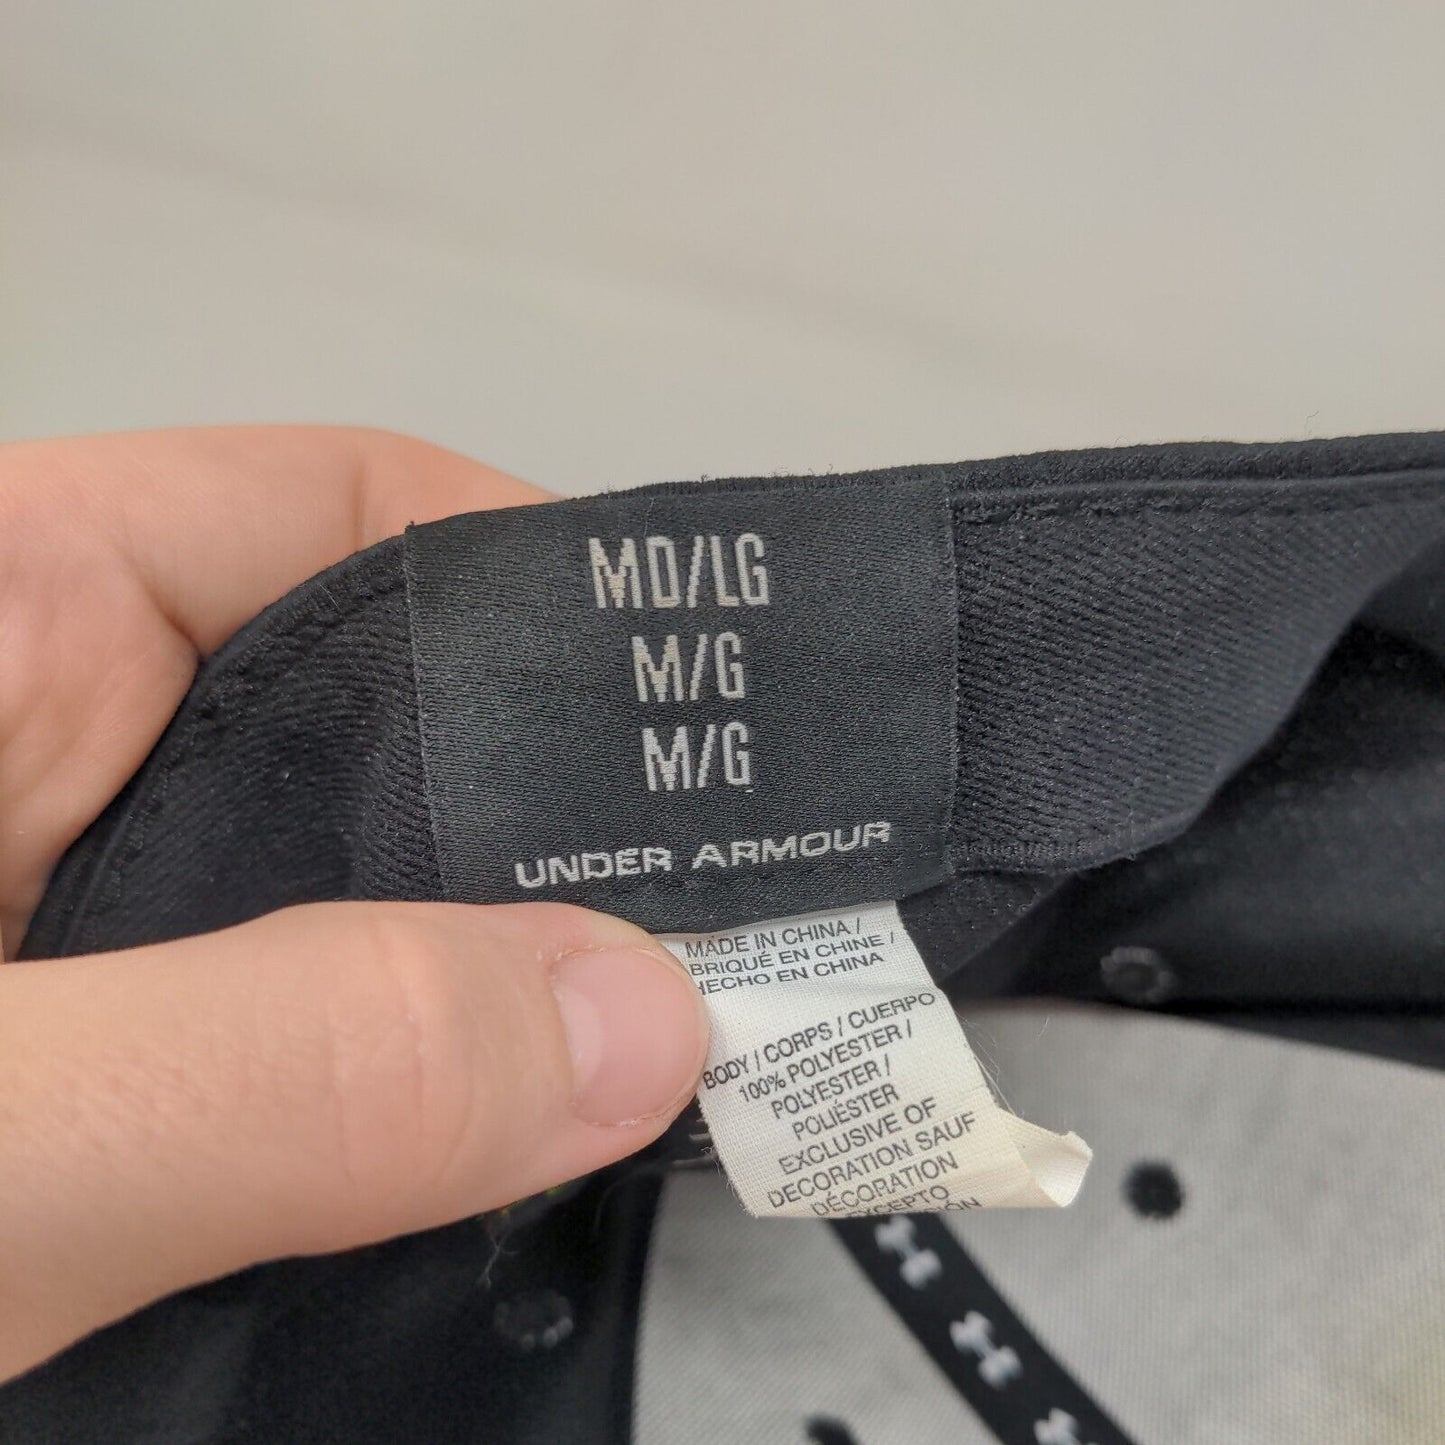 MD/LG
M/G
M/G
UNDER ARMOUR
MADE IN CHINA /
BRIQUÉ EN CHINE /
HECHO EN CHINA
BODY / CORPS / CUERPO
100% POLYESTER /
POLYESTER /
POLIÉSTER
EXCLUSIVE OF
DECORATION SAUF
DÉCORATION
EXCEPTO